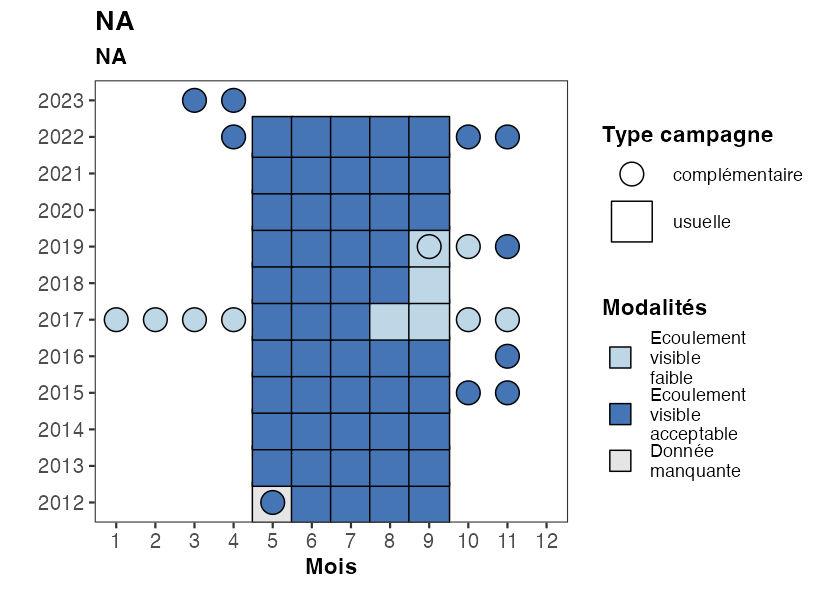 NA
NA
2023
2022
2021
2020
2019
2018
2017
2016
2015
2014
2013
2012
1 2 3 4 5 6 7 8 9 10 11 12
Mois
Type campagne
complémentaire
usuelle
Modalités
Ecoulement
visible
faible
Ecoulement
visible
acceptable
Donnée
manquante